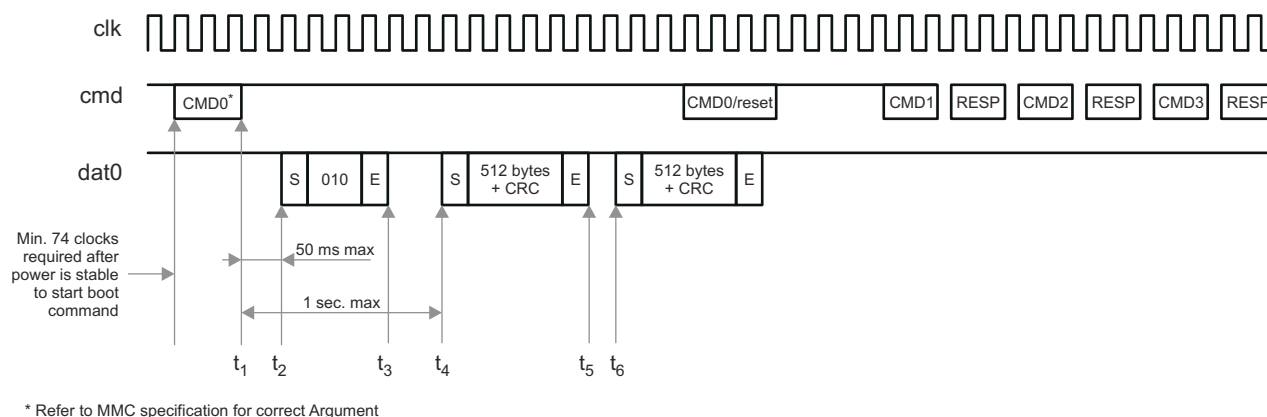 clk
cmd
CMD0*
CMD0/reset
CMD1
RESP
CMD2
RESP
CMD3
RESP
dat0
S
010
E
S
512 bytes
+ CRC
E
S
512 bytes
+ CRC
E
Min. 74 clocks
required after
power is stable
to start boot
command
50 ms max
1 sec. max
t1
t2
t3
t4
t5
t6
* Refer to MMC specification for correct Argument